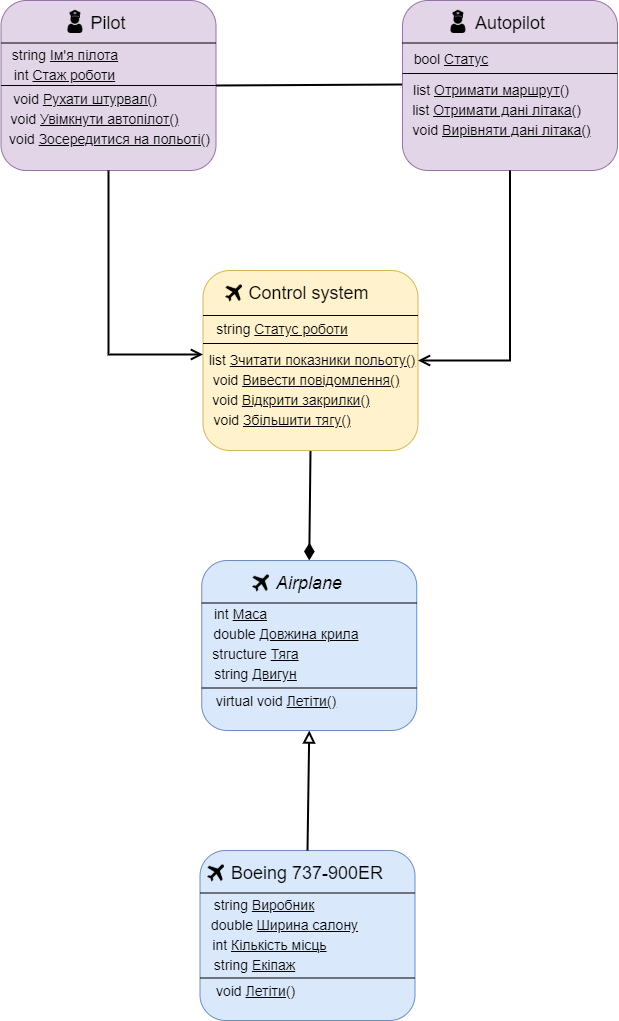 Pilot
string Ім'я пілота
int Стаж роботи
void Рухати штурвал()
void Увімкнути автопілот()
void Зосередитися на польоті()
Autopilot
bool Статус
list Отримати маршрут()
list Отримати дані літака()
void Вирівняти дані літака()
Control system
string Статус роботи
list Зчитати показники польоту()
void Вивести повідомлення()
void Відкрити закрилки()
void Збільшити тягу()
Airplane
int Маса
double Довжина крила
structure Тяга
string Двигун
virtual void Летіти()
Boeing 737-900ER
string Виробник
double Ширина салону
int Кількість місць
string Екіпаж
void Летіти()